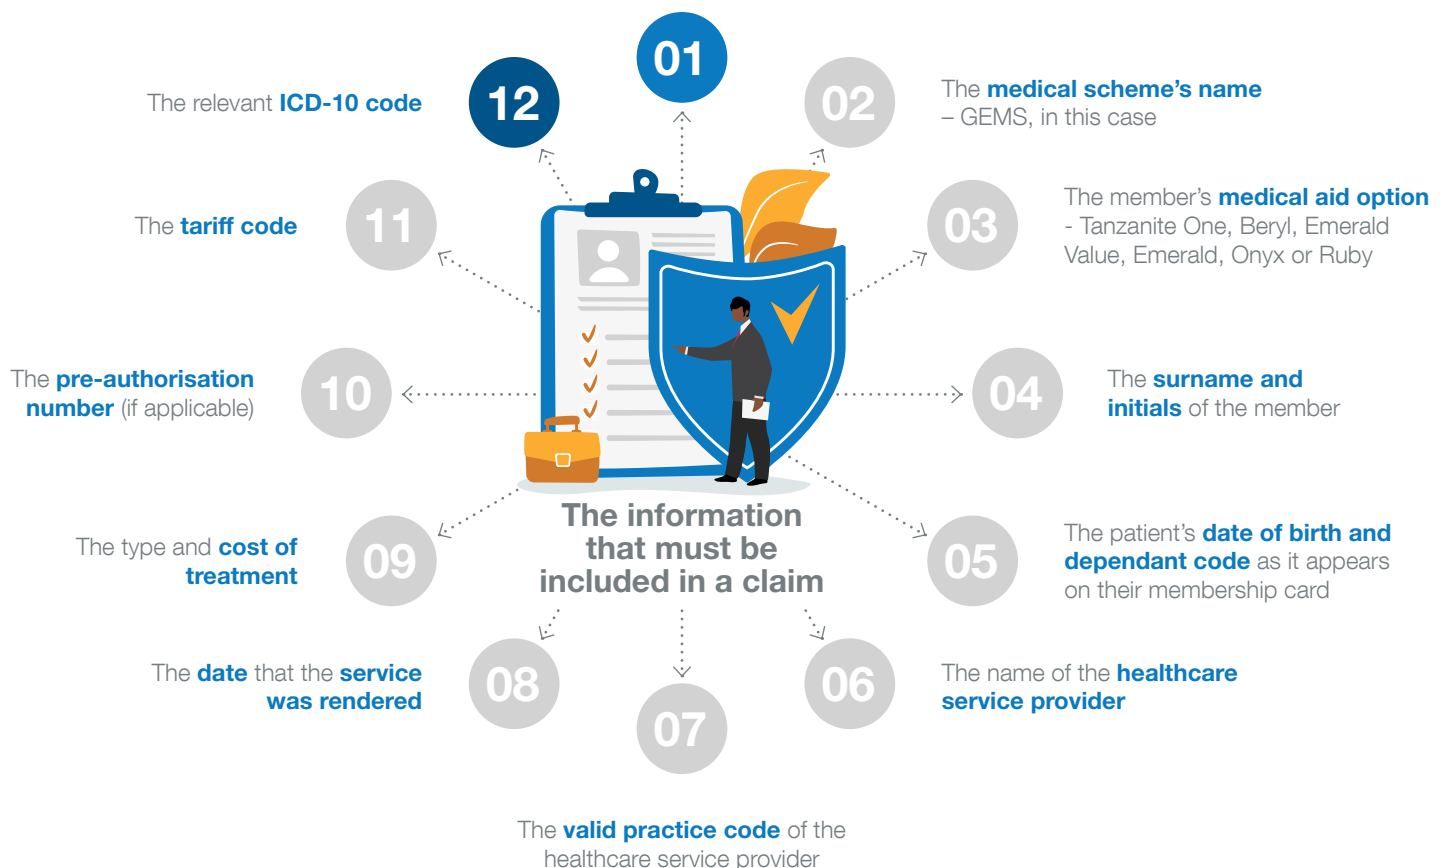 01
02
The medical scheme's name
– GEMS, in this case
03
The member's medical aid option
- Tanzanite One, Beryl, Emerald
Value, Emerald, Onyx or Ruby
04
The surname and
initials of the member
05
The patient's date of birth and
dependant code as it appears
on their membership card
06
The name of the healthcare
service provider
07
The valid practice code of the
healthcare service provider
08
The date that the service
was rendered
09
The type and cost of
treatment
10
The pre-authorisation
number (if applicable)
11
The tariff code
12
The relevant ICD-10 code
The information
that must be
included in a claim